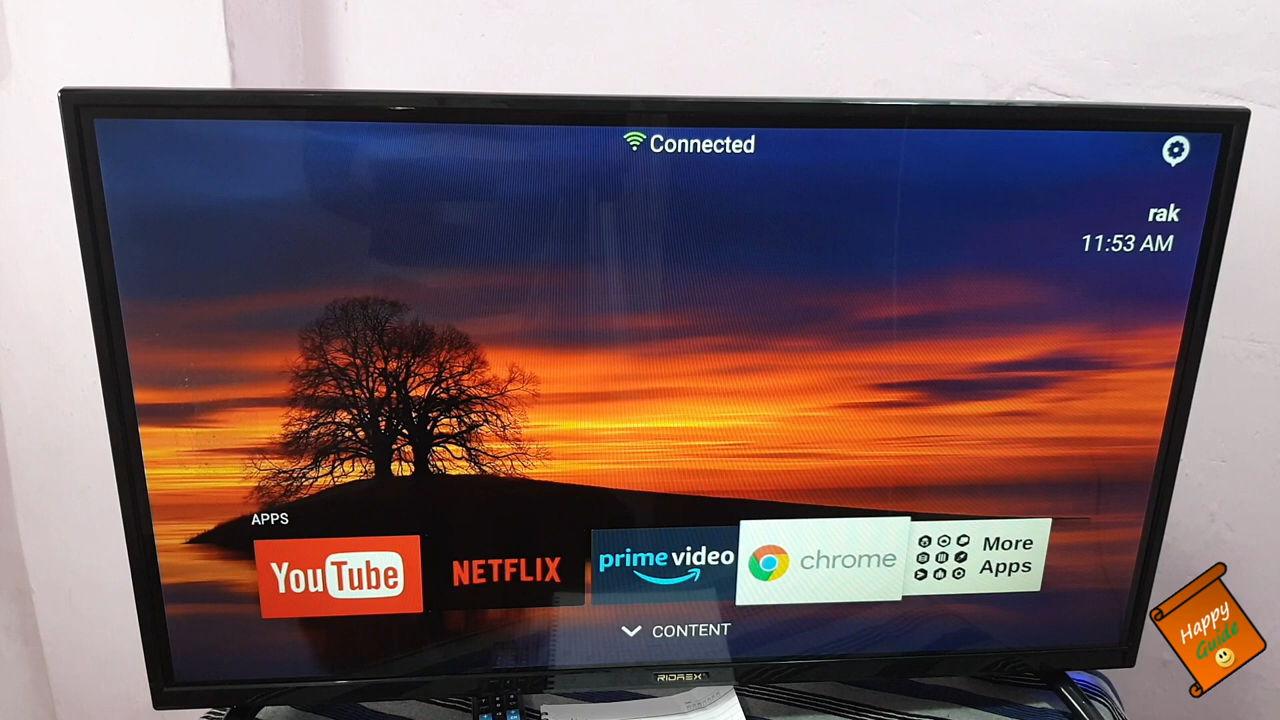 Connected
rak
11:53 AM
APPS
YouTube
NETFLIX
prime video
chrome
More
Apps
CONTENT
RIDAEX
Happy
Guide